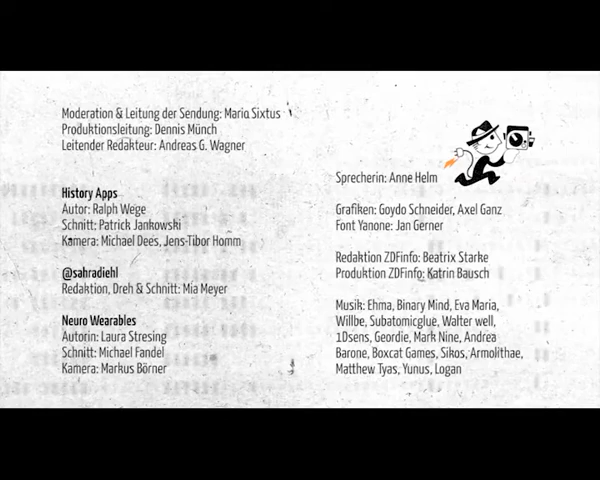 Moderation & Leitung der Sendung: Mario Sixtus
Produktionsleitung: Dennis Münch
Leitender Redakteur: Andreas G. Wagner
History Apps
Autor: Ralph Wege
Schnitt: Patrick Jankowski
Kamera: Michael Dees, Jens-Tibor Homm
@sahradiehl
Redaktion, Dreh & Schnitt: Mia Meyer
Neuro Wearables
Autorin: Laura Stresing
Schnitt: Michael Fandel
Kamera: Markus Börner
Sprecherin: Anne Helm
Grafiken: Goydo Schneider, Axel Ganz
Font Yanone: Jan Gerner
Redaktion ZDFinfo: Beatrix Starke
Produktion ZDFinfo: Katrin Bausch
Musik: Ehma, Binary Mind, Eva Maria,
Willbe, Subatomicglue, Walter well,
1Dsens, Geordie, Mark Nine, Andrea
Barone, Boxcat Games, Sikos, Armolithae,
Matthew Tyas, Yunus, Logan